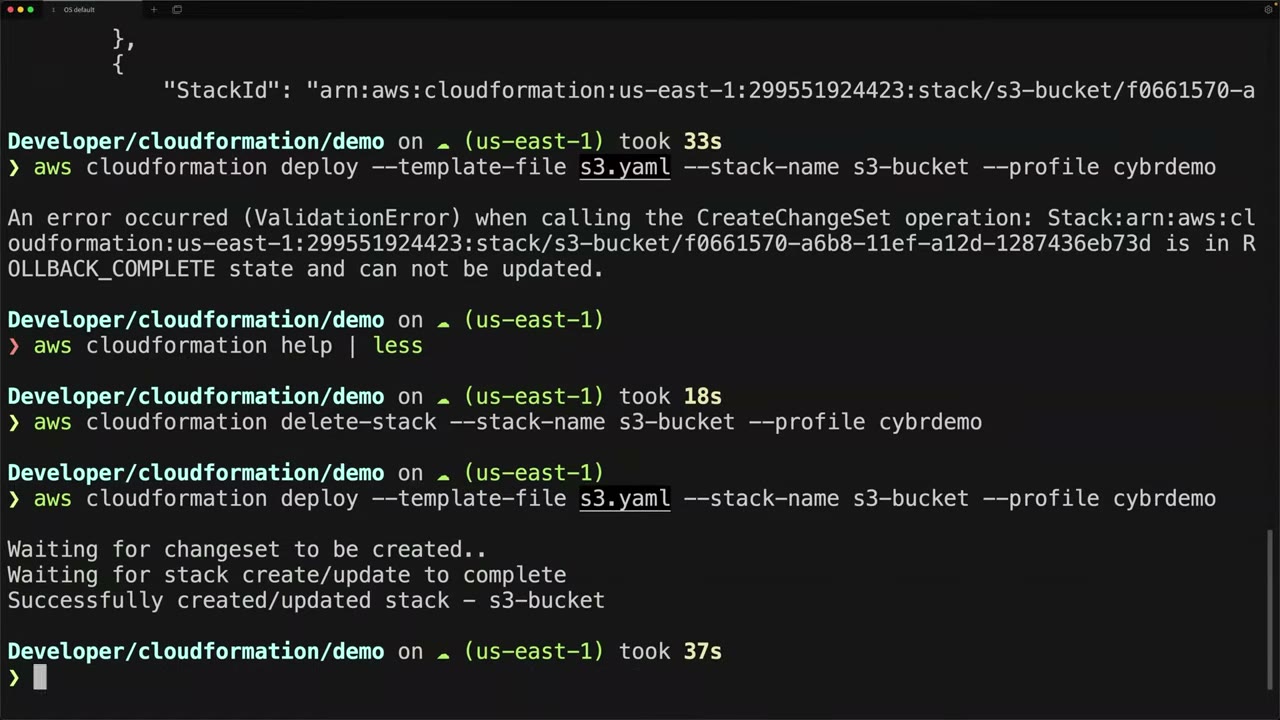 OS default
},
{
"StackId": "arn:aws:cloudformation:us-east-1:299551924423:stack/s3-bucket/f0661570-a
Developer/cloudformation/demo on ☁ (us-east-1) took 33s
❯ aws cloudformation deploy --template-file s3.yaml --stack-name s3-bucket --profile cybrdemo
An error occurred (ValidationError) when calling the CreateChangeSet operation: Stack:arn:aws:cl
oudformation:us-east-1:299551924423:stack/s3-bucket/f0661570-a6b8-11ef-a12d-1287436eb73d is in R
OLLBACK_COMPLETE state and can not be updated.
Developer/cloudformation/demo on ☁ (us-east-1)
❯ aws cloudformation help | less
Developer/cloudformation/demo on ☁ (us-east-1) took 18s
❯ aws cloudformation delete-stack --stack-name s3-bucket --profile cybrdemo
Developer/cloudformation/demo on ☁ (us-east-1)
❯ aws cloudformation deploy --template-file s3.yaml --stack-name s3-bucket --profile cybrdemo
Waiting for changeset to be created..
Waiting for stack create/update to complete
Successfully created/updated stack - s3-bucket
Developer/cloudformation/demo on ☁ (us-east-1) took 37s
❯